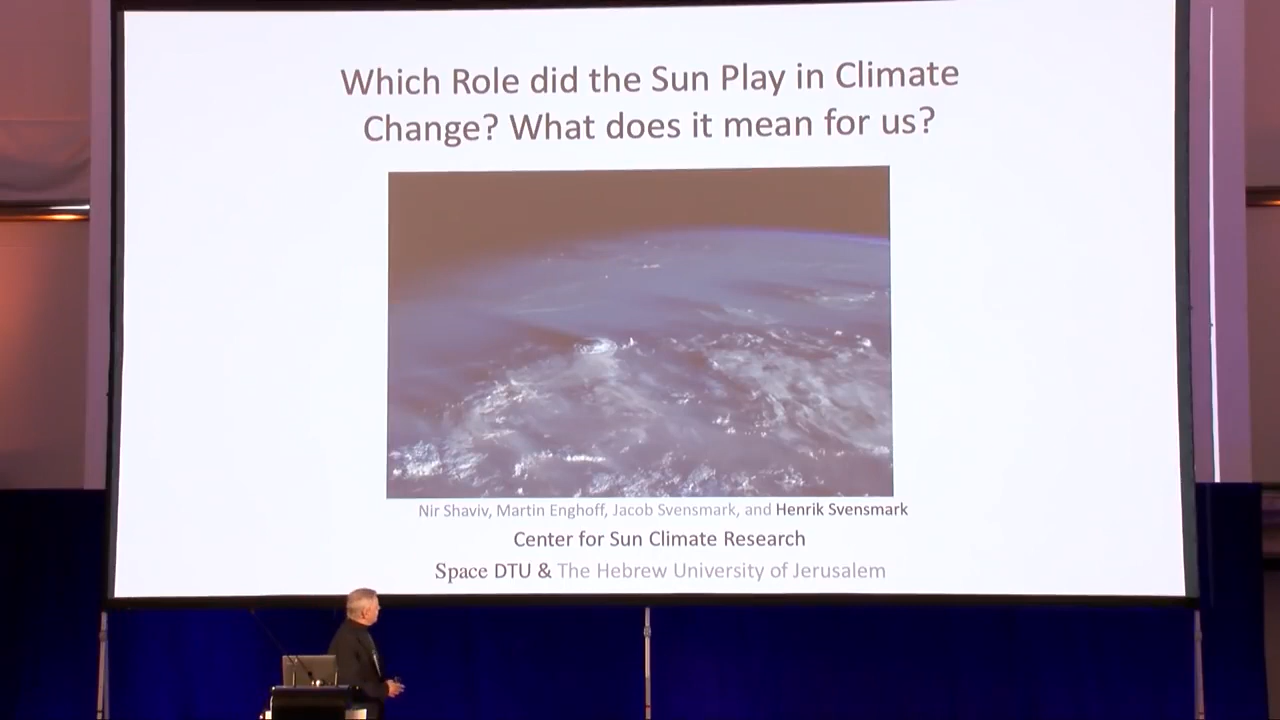 Which Role did the Sun Play in Climate
Change? What does it mean for us?
Nir Shaviv, Martin Enghoff, Jacob Svensmark, and Henrik Svensmark
Center for Sun Climate Research
Space DTU & The Hebrew University of Jerusalem